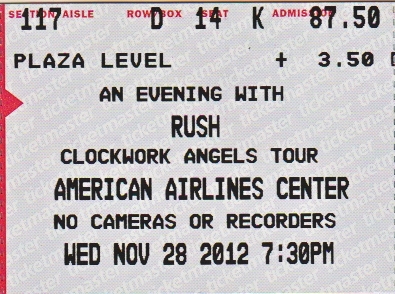 SECTION/AISLE ROW/BOX SEAT ADMISSION
117 D 14 K 87.50
PLAZA LEVEL + 3.50
AN EVENING WITH
RUSH
CLOCKWORK ANGELS TOUR
AMERICAN AIRLINES CENTER
NO CAMERAS OR RECORDERS
WED NOV 28 2012 7:30PM
ticketmaster